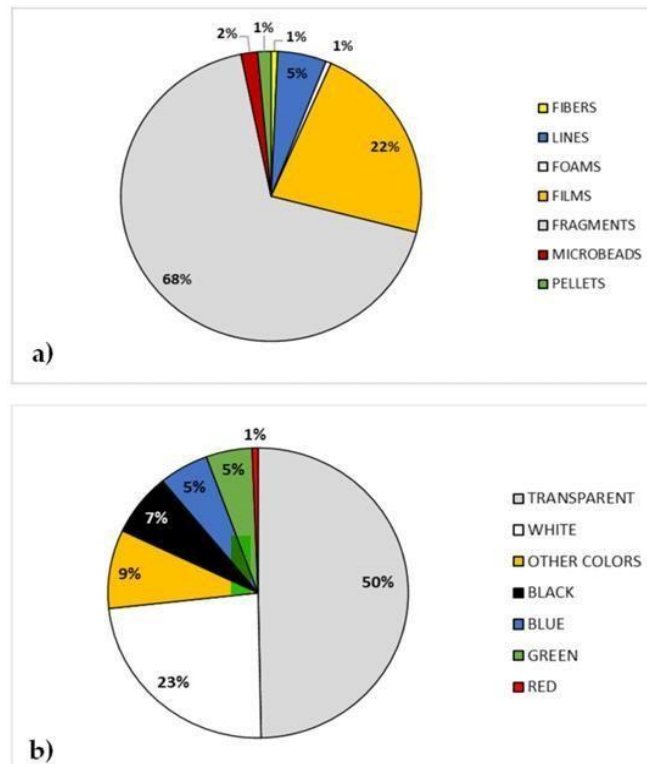 2%
1%
1%
1%
5%
22%
68%
FIBERS
LINES
FOAMS
FILMS
FRAGMENTS
MICROBEADS
PELLETS
a)
1%
5%
5%
7%
9%
50%
23%
TRANSPARENT
WHITE
OTHER COLORS
BLACK
BLUE
GREEN
RED
b)